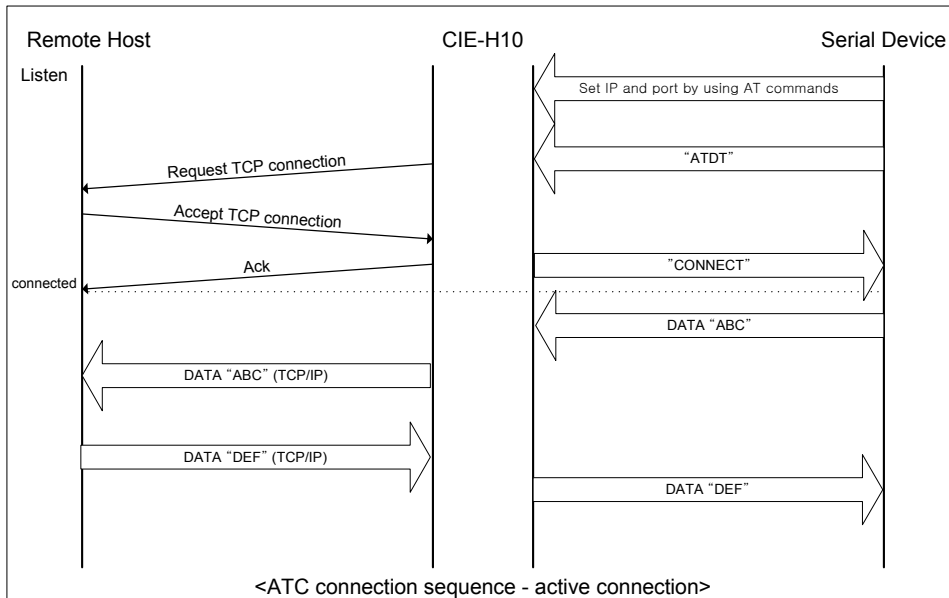 Remote Host
CIE-H10
Serial Device
Listen
Set IP and port by using AT commands
“ATDT”
Request TCP connection
Accept TCP connection
Ack
"CONNECT"
connected
DATA “ABC”
DATA “ABC” (TCP/IP)
DATA “DEF” (TCP/IP)
DATA “DEF”
<ATC connection sequence - active connection>